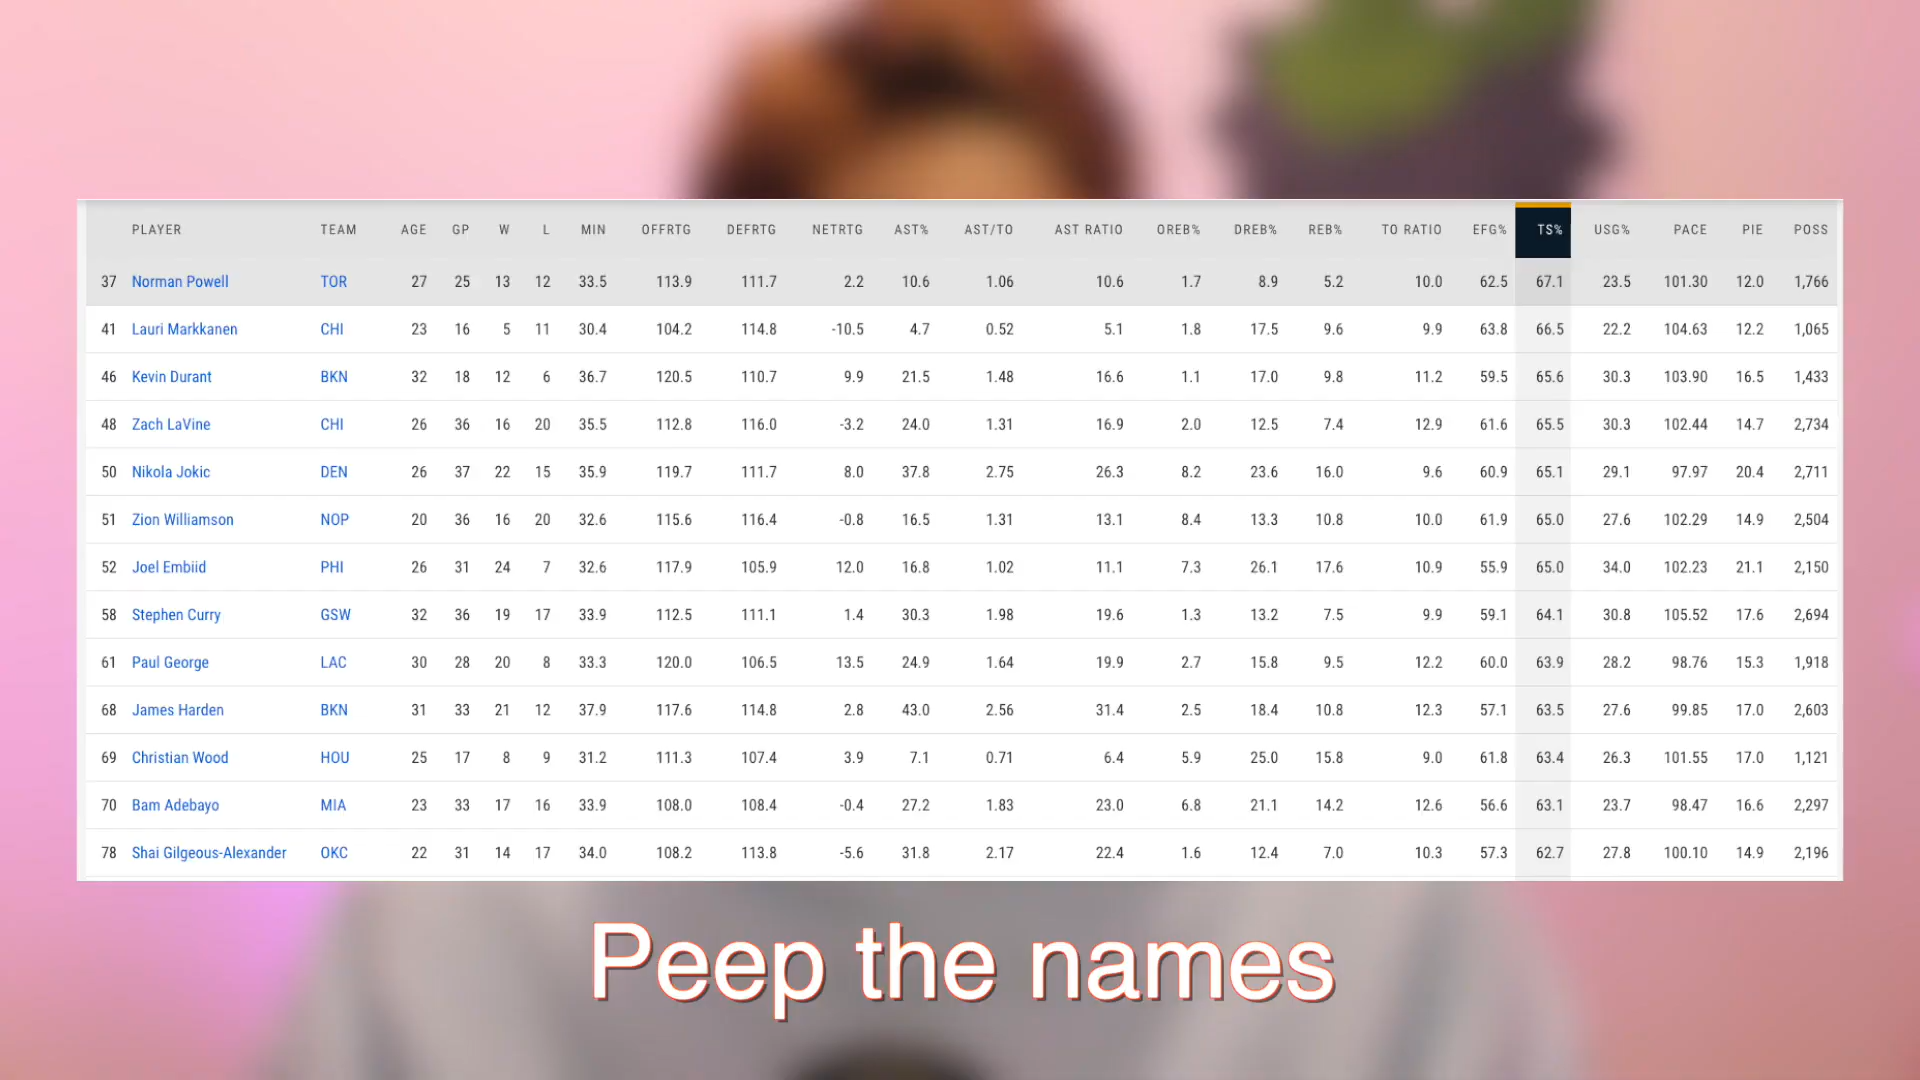 PLAYER TEAM AGE GP W L MIN OFFRTG DEFRTG NETRTG AST% AST/TO AST RATIO OREB% DREB% REB% TO RATIO EFG% TS% USG% PACE PIE POSS
37 Norman Powell TOR 27 25 13 12 33.5 113.9 111.7 2.2 10.6 1.06 10.6 1.7 8.9 5.2 10.0 62.5 67.1 23.5 101.30 12.0 1,766
41 Lauri Markkanen CHI 23 16 5 11 30.4 104.2 114.8 -10.5 4.7 0.52 5.1 1.8 17.5 9.6 9.9 63.8 66.5 22.2 104.63 12.2 1,065
46 Kevin Durant BKN 32 18 12 6 36.7 120.5 110.7 9.9 21.5 1.48 16.6 1.1 17.0 9.8 11.2 59.5 65.6 30.3 103.90 16.5 1,433
48 Zach LaVine CHI 26 36 16 20 35.5 112.8 116.0 -3.2 24.0 1.31 16.9 2.0 12.5 7.4 12.9 61.6 65.5 30.3 102.44 14.7 2,734
50 Nikola Jokic DEN 26 37 22 15 35.9 119.7 111.7 8.0 37.8 2.75 26.3 8.2 23.6 16.0 9.6 60.9 65.1 29.1 97.97 20.4 2,711
51 Zion Williamson NOP 20 36 16 20 32.6 115.6 116.4 -0.8 16.5 1.31 13.1 8.4 13.3 10.8 10.0 61.9 65.0 27.6 102.29 14.9 2,504
52 Joel Embiid PHI 26 31 24 7 32.6 117.9 105.9 12.0 16.8 1.02 11.1 7.3 26.1 17.6 10.9 55.9 65.0 34.0 102.23 21.1 2,150
58 Stephen Curry GSW 32 36 19 17 33.9 112.5 111.1 1.4 30.3 1.98 19.6 1.3 13.2 7.5 9.9 59.1 64.1 30.8 105.52 17.6 2,694
61 Paul George LAC 30 28 20 8 33.3 120.0 106.5 13.5 24.9 1.64 19.9 2.7 15.8 9.5 12.2 60.0 63.9 28.2 98.76 15.3 1,918
68 James Harden BKN 31 33 21 12 37.9 117.6 114.8 2.8 43.0 2.56 31.4 2.5 18.4 10.8 12.3 57.1 63.5 27.6 99.85 17.0 2,603
69 Christian Wood HOU 25 17 8 9 31.2 111.3 107.4 3.9 7.1 0.71 6.4 5.9 25.0 15.8 9.0 61.8 63.4 26.3 101.55 17.0 1,121
70 Bam Adebayo MIA 23 33 17 16 33.9 108.0 108.4 -0.4 27.2 1.83 23.0 6.8 21.1 14.2 12.6 56.6 63.1 23.7 98.47 16.6 2,297
78 Shai Gilgeous-Alexander OKC 22 31 14 17 34.0 108.2 113.8 -5.6 31.8 2.17 22.4 1.6 12.4 7.0 10.3 57.3 62.7 27.8 100.10 14.9 2,196
Peep the names